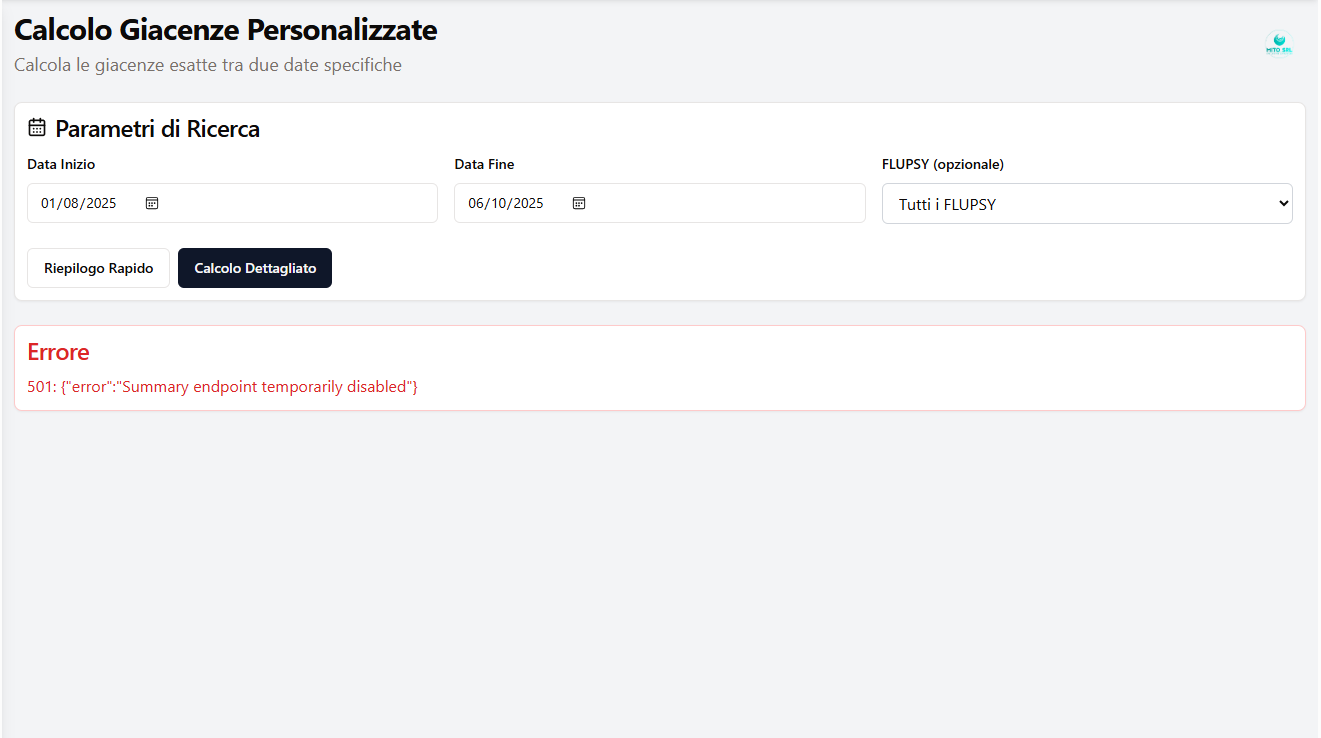 Calcolo Giacenze Personalizzate
Calcola le giacenze esatte tra due date specifiche
MITO SRL
Parametri di Ricerca
Data Inizio
Data Fine
FLUPSY (opzionale)
01/08/2025
06/10/2025
Tutti i FLUPSY
Riepilogo Rapido
Calcolo Dettagliato
Errore
501: {"error":"Summary endpoint temporarily disabled"}